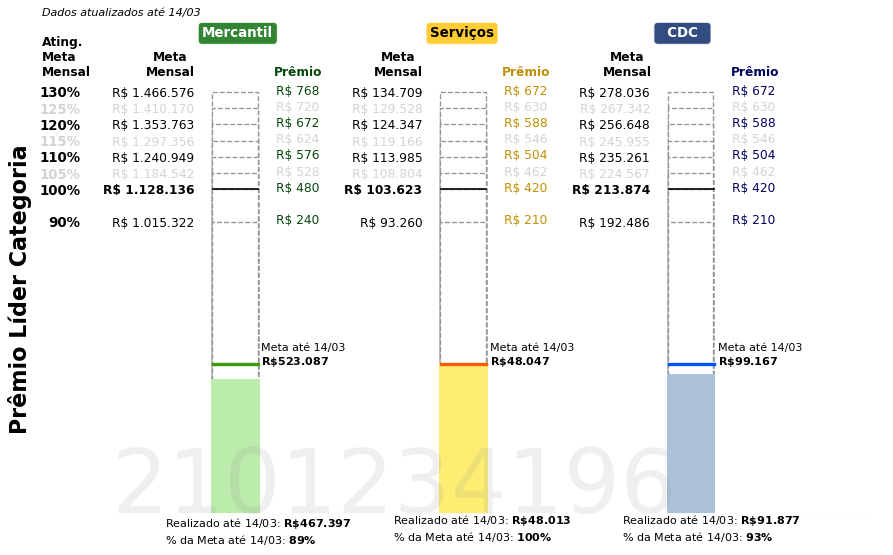 Dados atualizados até 14/03
Mercantil Serviços CDC
Ating.
Meta Meta Meta Meta
Mensal Mensal Prêmio Mensal Prêmio Mensal Prêmio
130% R$ 1.466.576 R$ 768 R$ 134.709 R$ 672 R$ 278.036 R$ 672
125% R$ 1.410.170 R$ 720 R$ 129.528 R$ 630 R$ 267.342 R$ 630
120% R$ 1.353.763 R$ 672 R$ 124.347 R$ 588 R$ 256.648 R$ 588
115% R$ 1.297.356 R$ 624 R$ 119.166 R$ 546 R$ 245.955 R$ 546
110% R$ 1.240.949 R$ 576 R$ 113.985 R$ 504 R$ 235.261 R$ 504
105% R$ 1.184.542 R$ 528 R$ 108.804 R$ 462 R$ 224.567 R$ 462
100% R$ 1.128.136 R$ 480 R$ 103.623 R$ 420 R$ 213.874 R$ 420
90% R$ 1.015.322 R$ 240 R$ 93.260 R$ 210 R$ 192.486 R$ 210
Prêmio Líder Categoria
Meta até 14/03 Meta até 14/03 Meta até 14/03
R$523.087 R$48.047 R$99.167
2101234196
Realizado até 14/03: R$467.397 Realizado até 14/03: R$48.013 Realizado até 14/03: R$91.877
% da Meta até 14/03: 89% % da Meta até 14/03: 100% % da Meta até 14/03: 93%